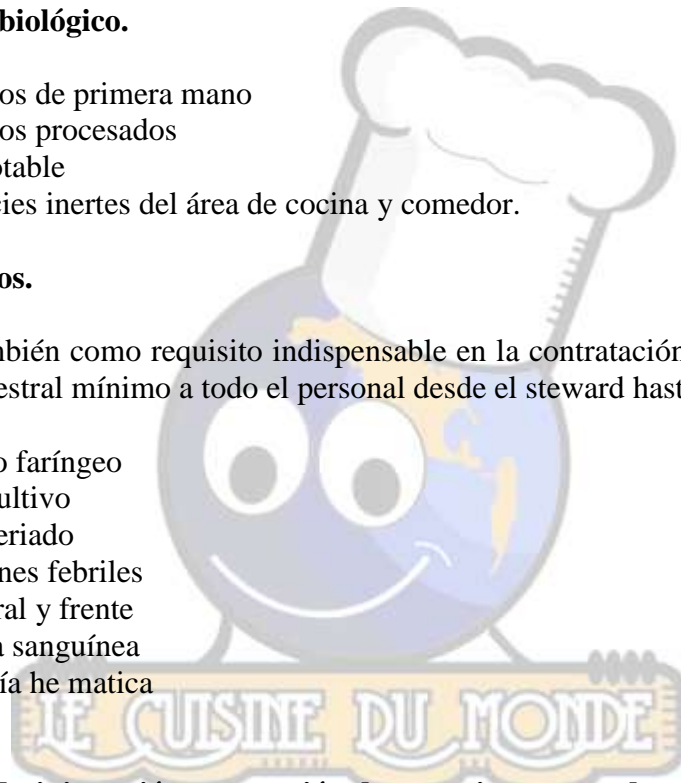 biológico.
os de primera mano
os procesados
otable
cies inertes del área de cocina y comedor.
os.
mbién como requisito indispensable en la contratación
estral mínimo a todo el personal desde el steward hast
o faríngeo
ultivo
eriado
nes febriles
ral y frente
a sanguínea
ía he matica
LE CUISINE DU MONDE